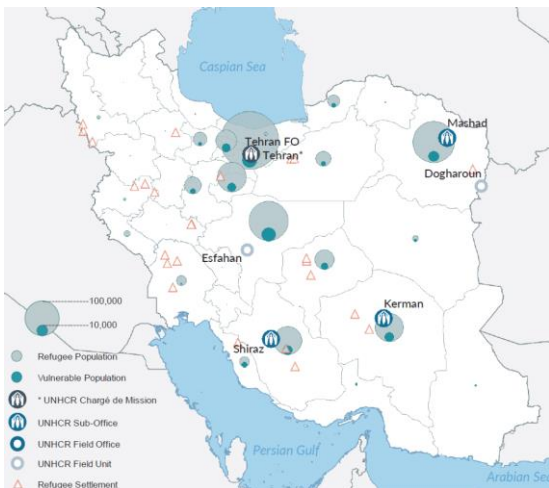 Caspian Sea
Mashad
Tehran FO
Tehran
Dogharoun
Esfahan
Kerman
Shiraz
100,000
10,000
Refugee Population
Vulnerable Population
* UNHCR Chargé de Mission
UNHCR Sub-Office
UNHCR Field Office
UNHCR Field Unit
Refugee Settlement
Persian Gulf
Arabian Sea